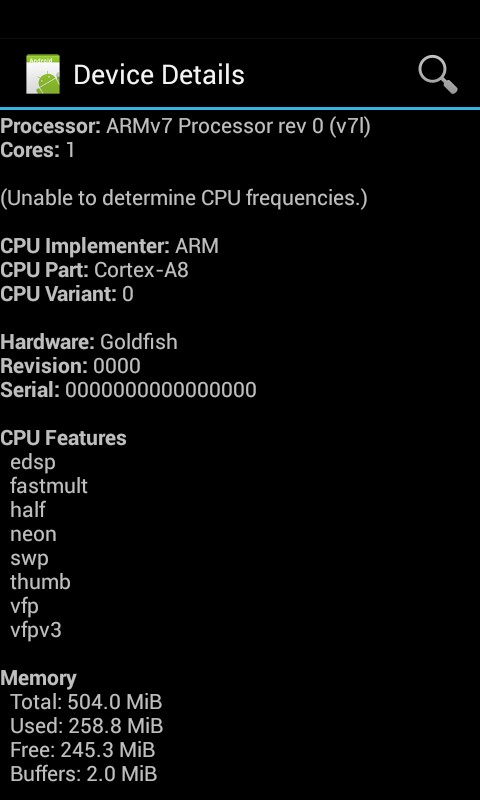 Android
Device Details
Processor: ARMv7 Processor rev 0 (v7l)
Cores: 1
(Unable to determine CPU frequencies.)
CPU Implementer: ARM
CPU Part: Cortex-A8
CPU Variant: 0
Hardware: Goldfish
Revision: 0000
Serial: 0000000000000000
CPU Features
edsp
fastmult
half
neon
swp
thumb
vfp
vfpv3
Memory
Total: 504.0 MiB
Used: 258.8 MiB
Free: 245.3 MiB
Buffers: 2.0 MiB